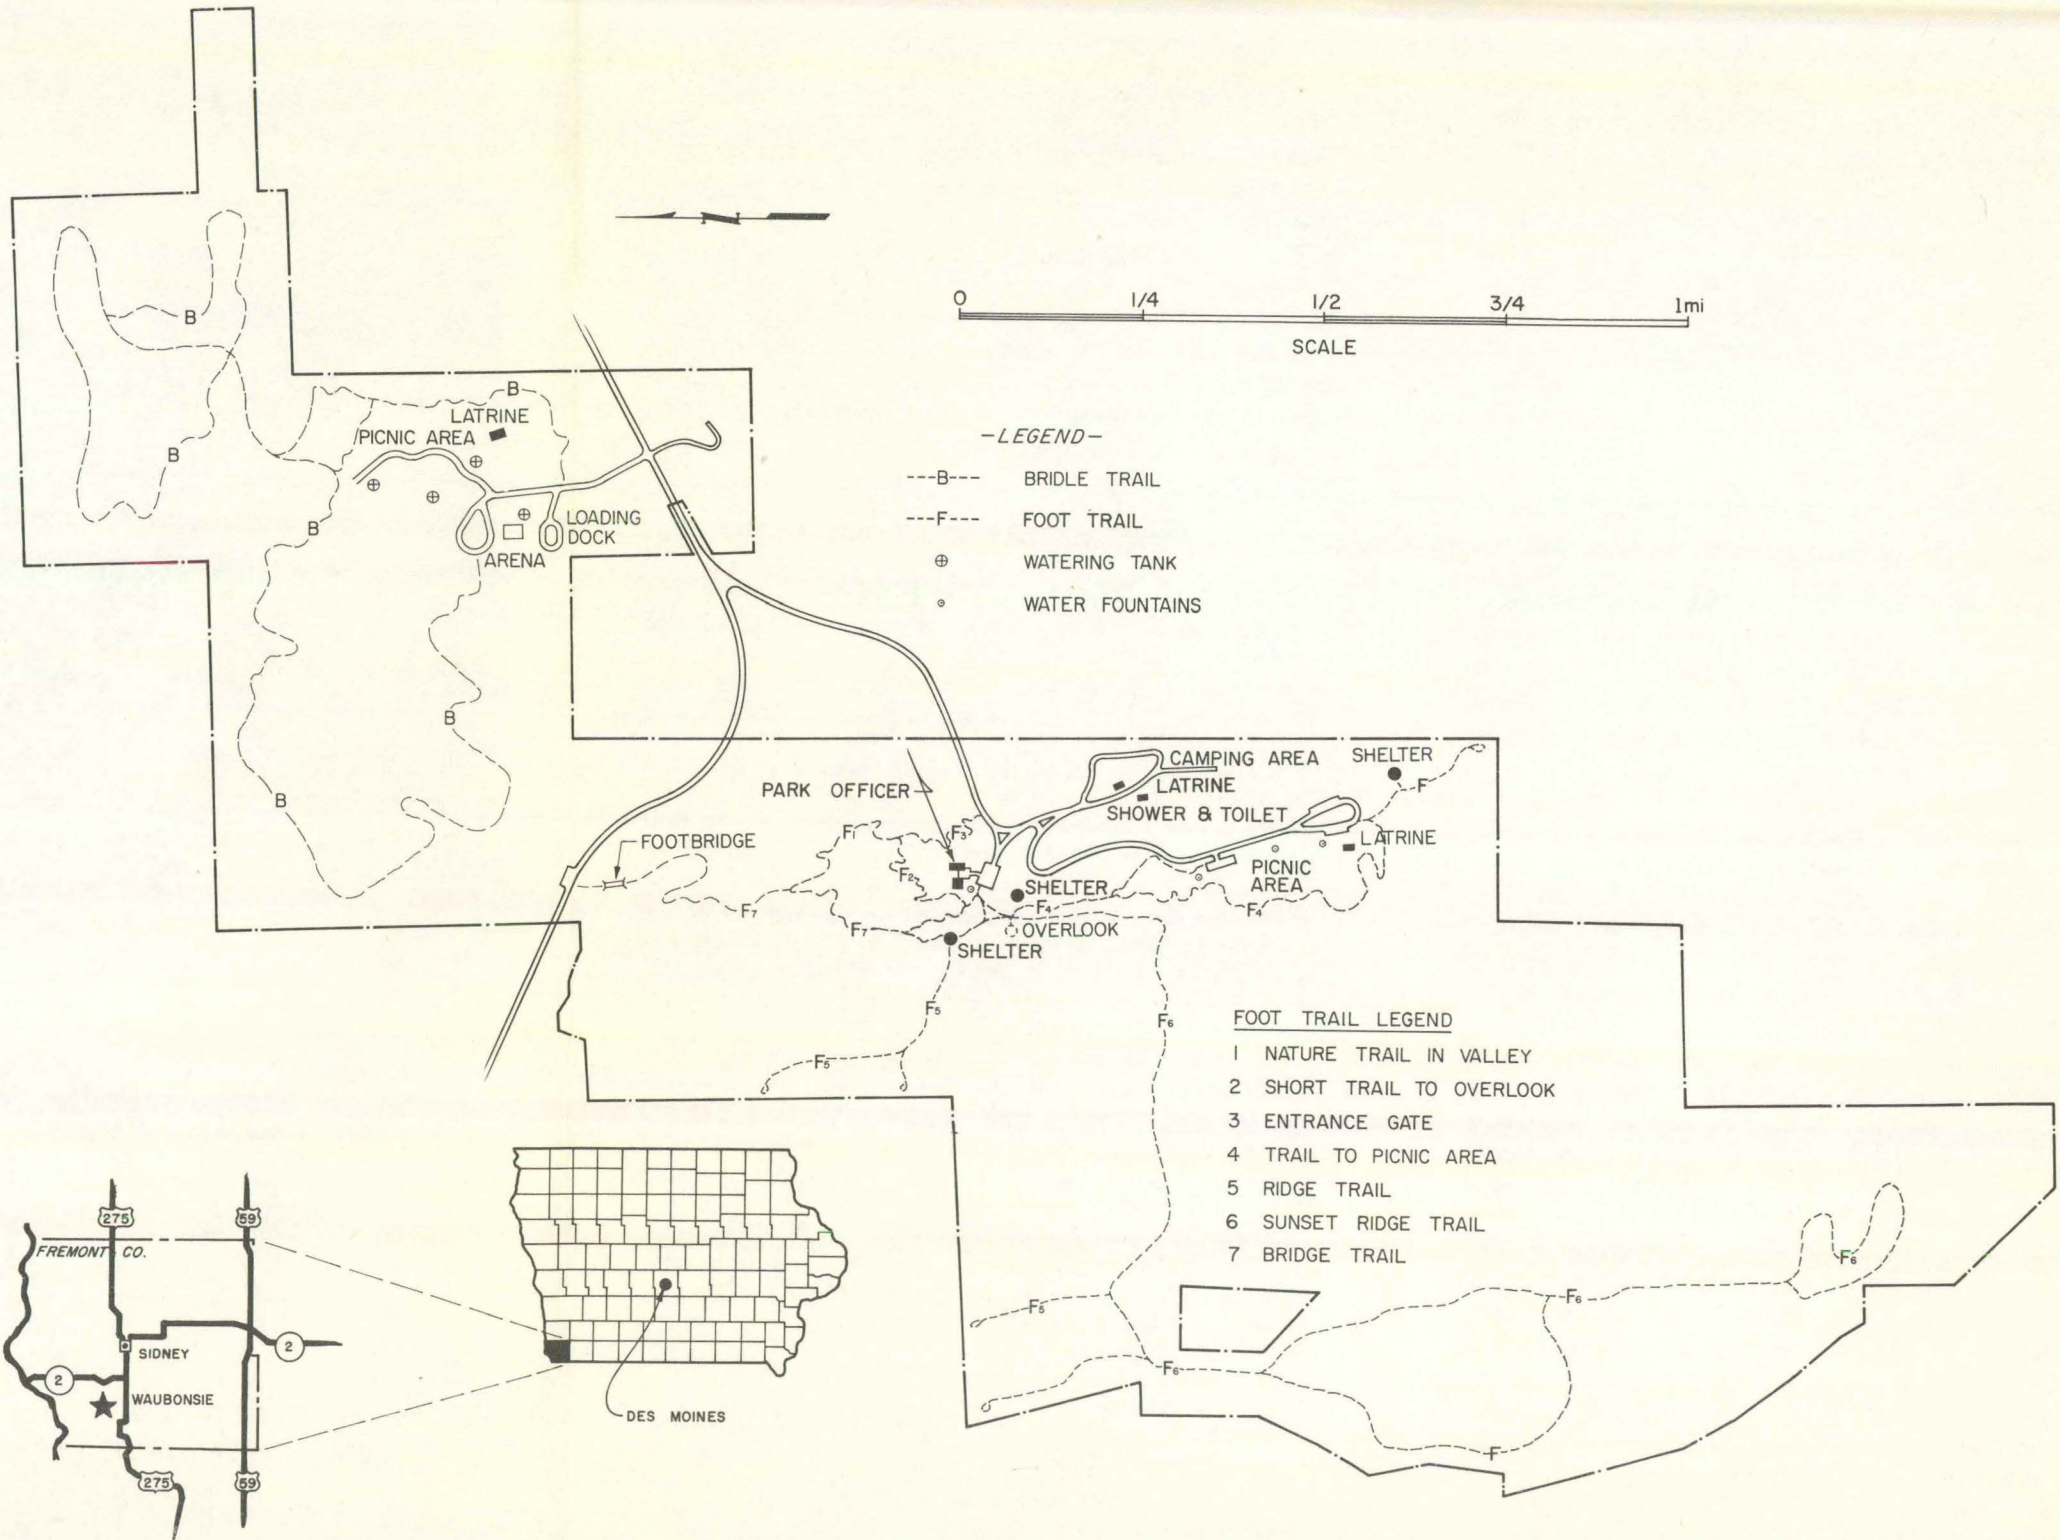 N
0 1/4 1/2 3/4 1mi
SCALE
B
B
LATRINE
PICNIC AREA
B
B
LOADING
DOCK
ARENA
B
B
—LEGEND—
---B--- BRIDLE TRAIL
---F--- FOOT TRAIL
⊕ WATERING TANK
⊙ WATER FOUNTAINS
B
CAMPING AREA
SHELTER
PARK OFFICER
LATRINE
F
SHOWER & TOILET
FOOTBRIDGE
F1
F3
LATRINE
F2
PICNIC
AREA
SHELTER
F7
F4
F4
F7
OVERLOOK
SHELTER
F5
F6
F5
FOOT TRAIL LEGEND
1 NATURE TRAIL IN VALLEY
2 SHORT TRAIL TO OVERLOOK
3 ENTRANCE GATE
4 TRAIL TO PICNIC AREA
5 RIDGE TRAIL
6 SUNSET RIDGE TRAIL
7 BRIDGE TRAIL
F6
F5
F6
F6
F
275
59
FREMONT CO.
SIDNEY
2
2
WAUBONSIE
275
59
DES MOINES